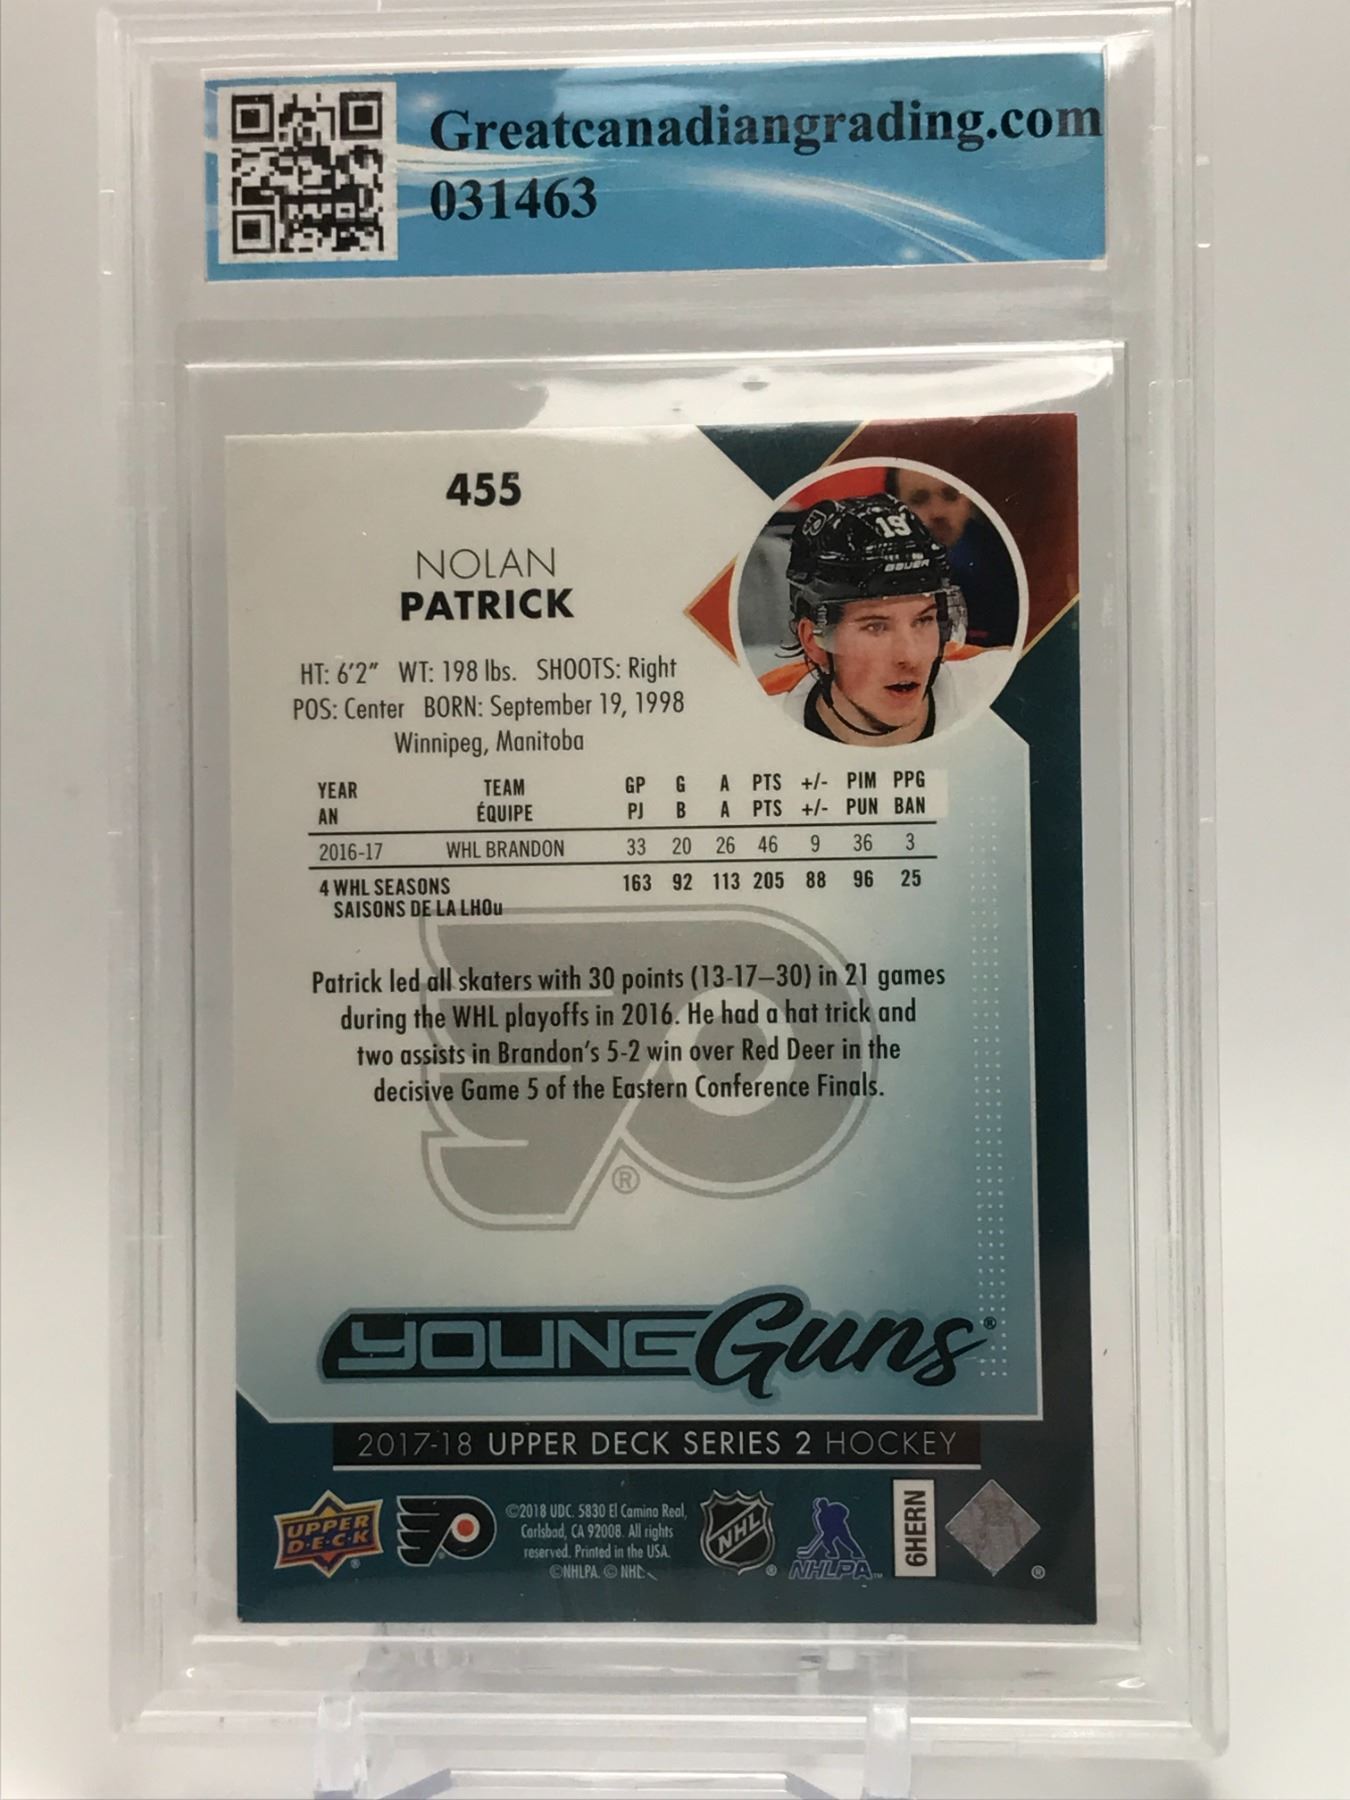 Greatcanadiangrading.com
031463
455
NOLAN
PATRICK
19
BAUER
HT: 6'2" WT: 198 lbs. SHOOTS: Right
POS: Center BORN: September 19, 1998
Winnipeg, Manitoba
YEAR TEAM GP G A PTS +/- PIM PPG
AN ÉQUIPE PJ B A PTS +/- PUN BAN
2016-17 WHL BRANDON 33 20 26 46 9 36 3
4 WHL SEASONS 163 92 113 205 88 96 25
SAISONS DE LA LHOu
Patrick led all skaters with 30 points (13-17–30) in 21 games
during the WHL playoffs in 2016. He had a hat trick and
two assists in Brandon's 5-2 win over Red Deer in the
decisive Game 5 of the Eastern Conference Finals.
®
YOUNG Guns®
2017-18 UPPER DECK SERIES 2 HOCKEY
UPPER
D·E·C·K®
©2018 UDC. 5830 El Camino Real,
Carlsbad, CA 92008. All rights
reserved. Printed in the USA.
©NHLPA. © NHL.
NHL®
NHLPA™
6HERN
®